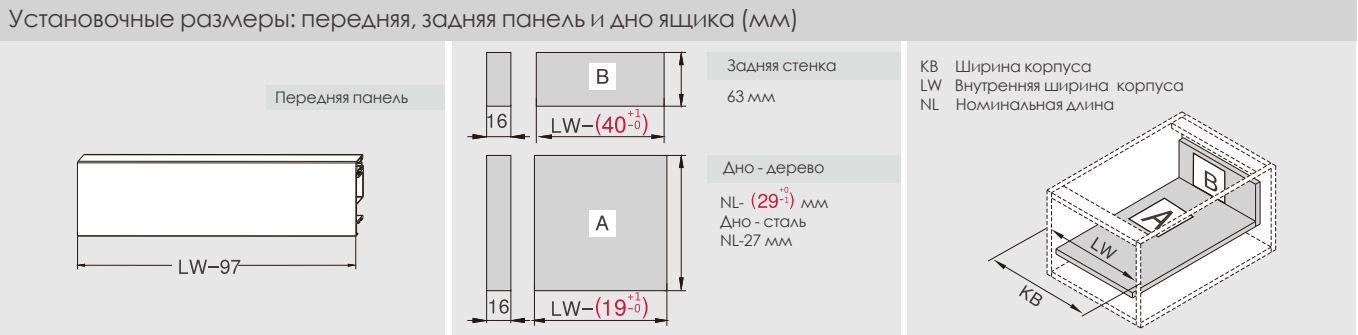 Установочные размеры: передняя, задняя панель и дно ящика (мм)
Передняя панель
LW–97
B
16
LW–(40+1-0)
Задняя стенка
63 мм
A
16
LW–(19+1-0)
Дно - дерево
NL- (29+0-1) мм
Дно - сталь
NL-27 мм
KB Ширина корпуса
LW Внутренняя ширина корпуса
NL Номинальная длина
B
A
LW
KB